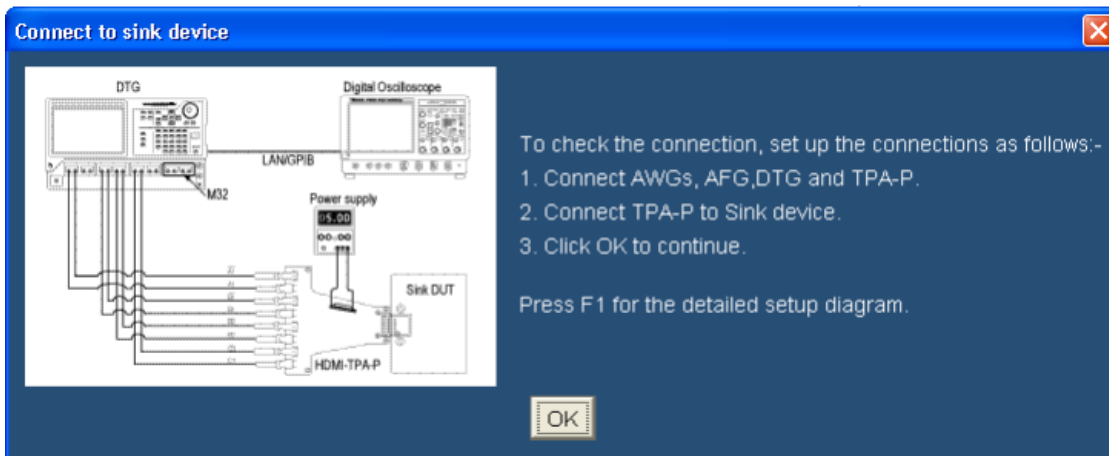 Connect to sink device
DTG
Digital Oscilloscope
LAN/GPIB
M32
Power supply
05.00
Sink DUT
HDMI-TPA-P
To check the connection, set up the connections as follows:-
1. Connect AWGs, AFG,DTG and TPA-P.
2. Connect TPA-P to Sink device.
3. Click OK to continue.
Press F1 for the detailed setup diagram.
OK